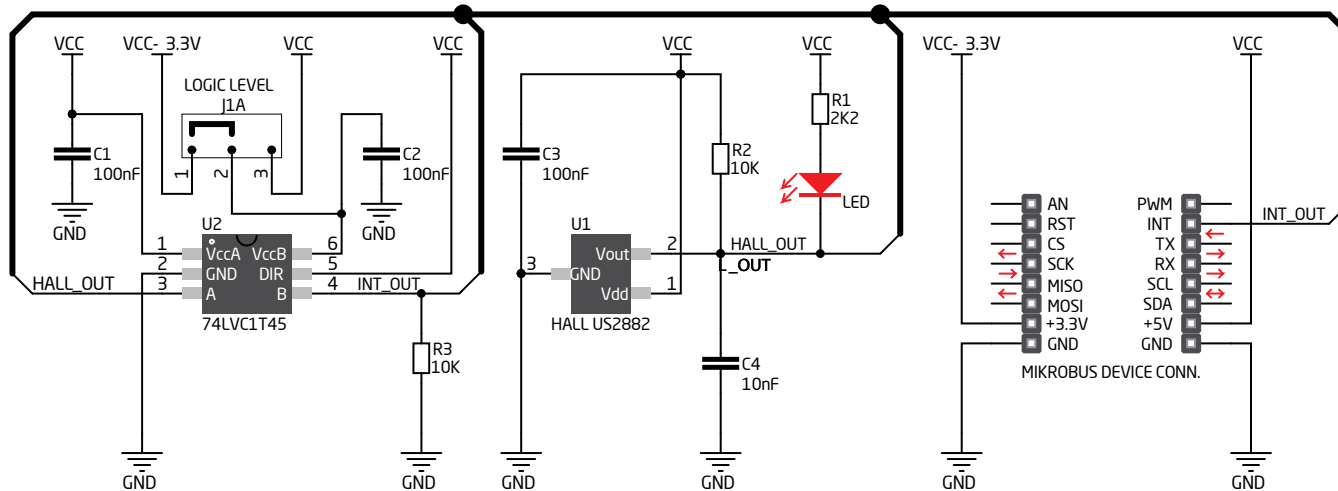 VCC
VCC- 3.3V
VCC
VCC
LOGIC LEVEL
J1A
C1
100nF
GND
1
2
3
C2
100nF
GND
U2
1
2
3
VccA
GND
A
VccB
DIR
B
6
5
4
HALL_OUT
INT_OUT
74LVC1T45
R3
10K
GND
GND
VCC
VCC
C3
100nF
R2
10K
R1
2K2
LED
U1
3
GND
Vout
Vdd
2
1
HALL_OUT
L_OUT
HALL US2882
C4
10nF
GND
GND
VCC- 3.3V
VCC
AN
RST
CS
SCK
MISO
MOSI
+3.3V
GND
PWM
INT
TX
RX
SCL
SDA
+5V
GND
INT_OUT
MIKROBUS DEVICE CONN.
GND
GND